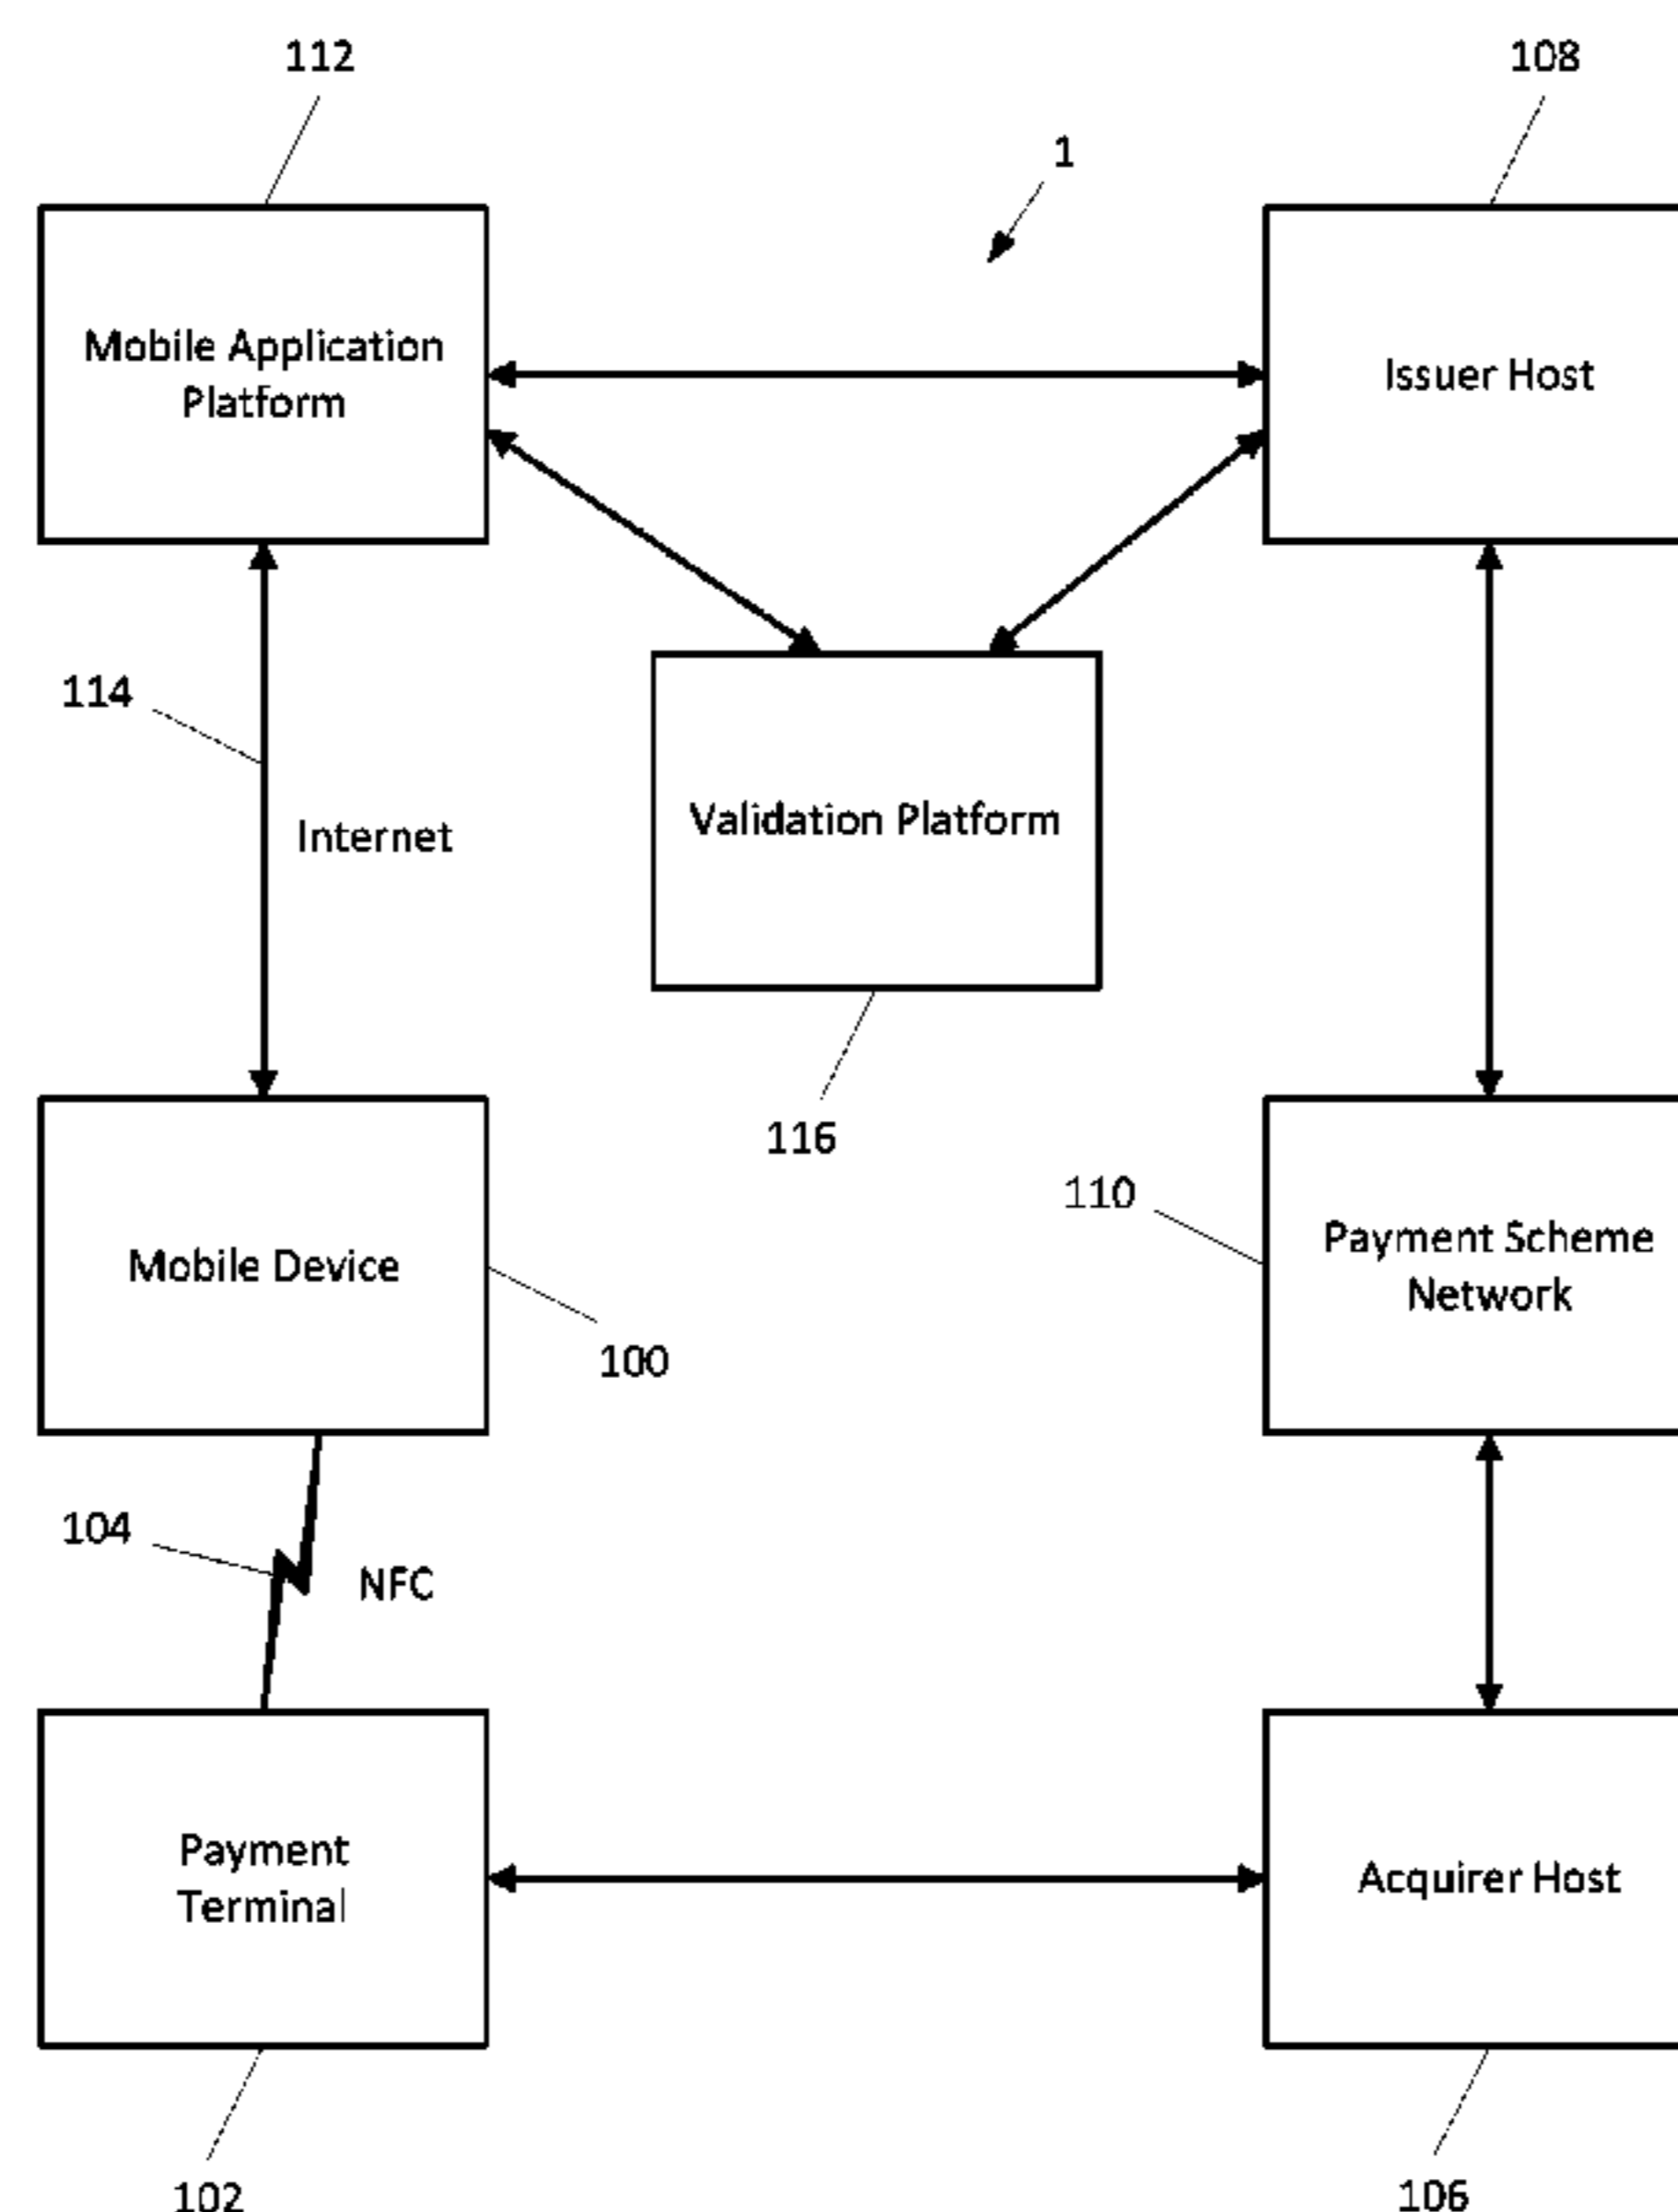 112
108
1
Mobile Application
Platform
Issuer Host
114
Internet
Validation Platform
116
110
Payment Scheme
Network
Mobile Device
100
104
NFC
Payment
Terminal
Acquirer Host
102
106